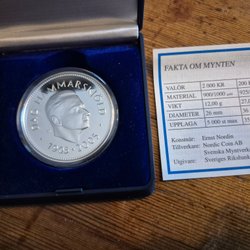 DAG HAMMARSKJÖLD
1905-2005
FAKTA OM MYNTEN
VALÖR 2 000 KR 200
MATERIAL 900/1000 925/
VIKT 12,00 g 27,0
DIAMETER 26 mm 36
UPPLAGA 5 000 st max 35
Konstnär: Ernst Nordin
Tillverkare: Nordic Coin AB
Svenska Myntverket
Utgivare: Sveriges Riksbank